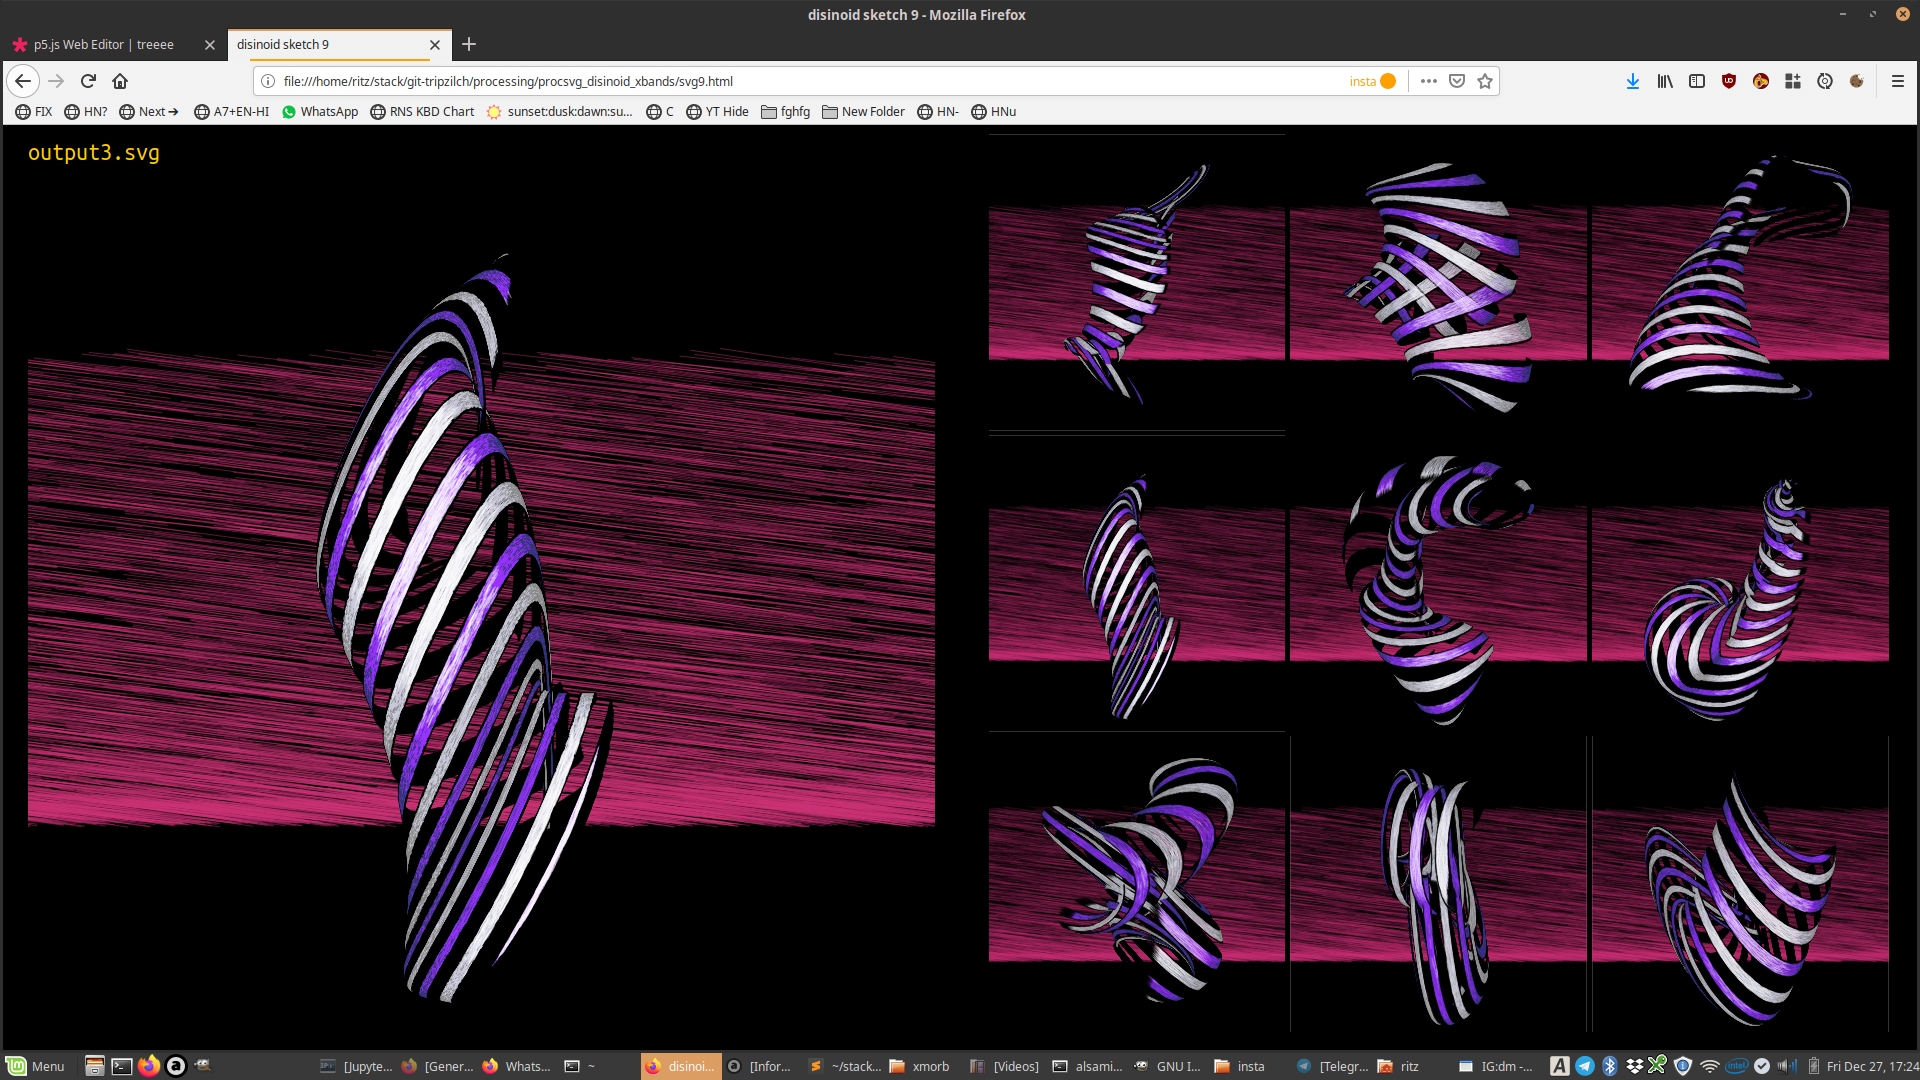 disinoid sketch 9 - Mozilla Firefox
p5.js Web Editor | treeee
disinoid sketch 9
file:///home/ritz/stack/git-tripzilch/processing/procsvg_disinoid_xbands/svg9.html
insta
FIX
HN?
Next →
A7+EN-HI
WhatsApp
RNS KBD Chart
sunset:dusk:dawn:su...
C
YT Hide
fghfg
New Folder
HN-
HNu
output3.svg
Menu
[Jupyte...
[Gener...
Whats...
~
disinoi...
[Infor...
~/stack...
xmorb
[Videos]
alsami...
GNU I...
insta
[Telegr...
ritz
IG:dm -...
Fri Dec 27, 17:24